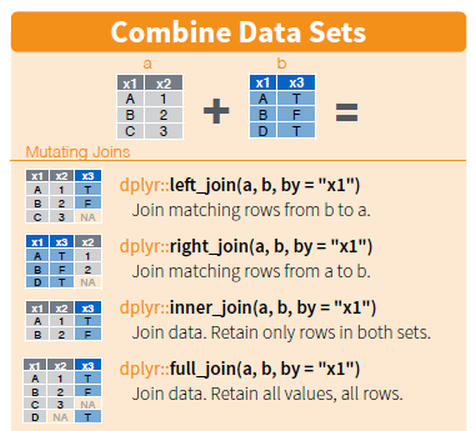 Combine Data Sets
a b
x1 x2 x1 x3
A 1 A T
B 2 + B F =
C 3 D T
Mutating Joins
x1 x2 x3
A 1 T
B 2 F
C 3 NA
dplyr::left_join(a, b, by = "x1")
Join matching rows from b to a.
x1 x3 x2
A T 1
B F 2
D T NA
dplyr::right_join(a, b, by = "x1")
Join matching rows from a to b.
x1 x2 x3
A 1 T
B 2 F
dplyr::inner_join(a, b, by = "x1")
Join data. Retain only rows in both sets.
x1 x2 x3
A 1 T
B 2 F
C 3 NA
D NA T
dplyr::full_join(a, b, by = "x1")
Join data. Retain all values, all rows.